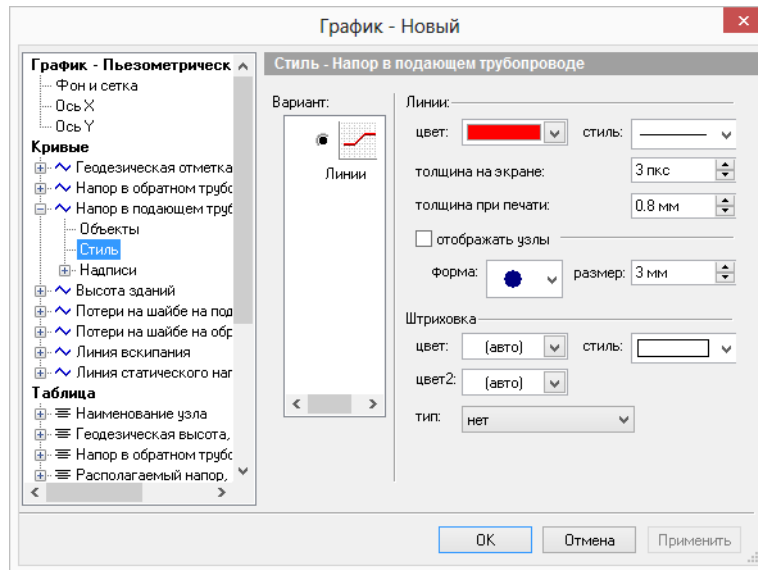 График - Новый
График - Пьезометрическ
Фон и сетка
Ось X
Ось Y
Кривые
Геодезическая отметка
Напор в обратном трубо
Напор в подающем труб
Объекты
Стиль
Надписи
Высота зданий
Потери на шайбе на под
Потери на шайбе на обр
Линия вскипания
Линия статического наг
Таблица
Наименование узла
Геодезическая высота,
Напор в обратном трубо
Располагаемый напор,
Стиль - Напор в подающем трубопроводе
Вариант:
Линии
Линии:
цвет: стиль:
толщина на экране: 3 пкс
толщина при печати: 0.8 мм
отображать узлы
форма: размер: 3 мм
Штриховка
цвет: (авто) стиль:
цвет2: (авто)
тип: нет
OK Отмена Применить